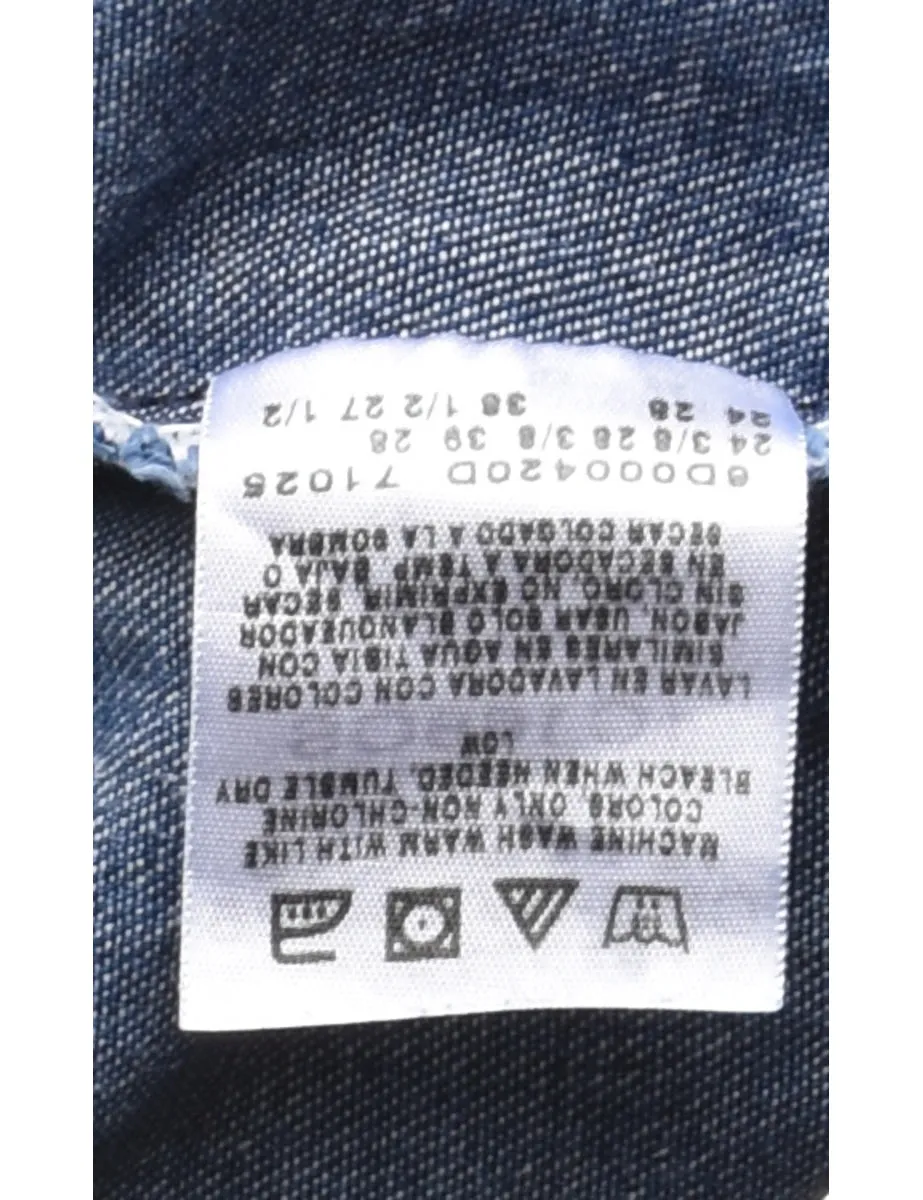 MACHINE WASH WARM WITH LIKE
COLORS, ONLY NON-CHLORINE
BLEACH WHEN NEEDED, TUMBLE DRY
LOW
LAVAR EN LAVADORA CON COLORES
SIMILARES EN AGUA TIBIA CON
JABON, USAR SOLO BLANQUEADOR
SIN CLORO, NO EXPRIMIR, SECAR
EN SECADORA A TEMP. BAJA O
SECAR COLGADO A LA SOMBRA
6D000420D 71025
24 3/8 28 3/8 39 28
24 28 38 1/2 27 1/2